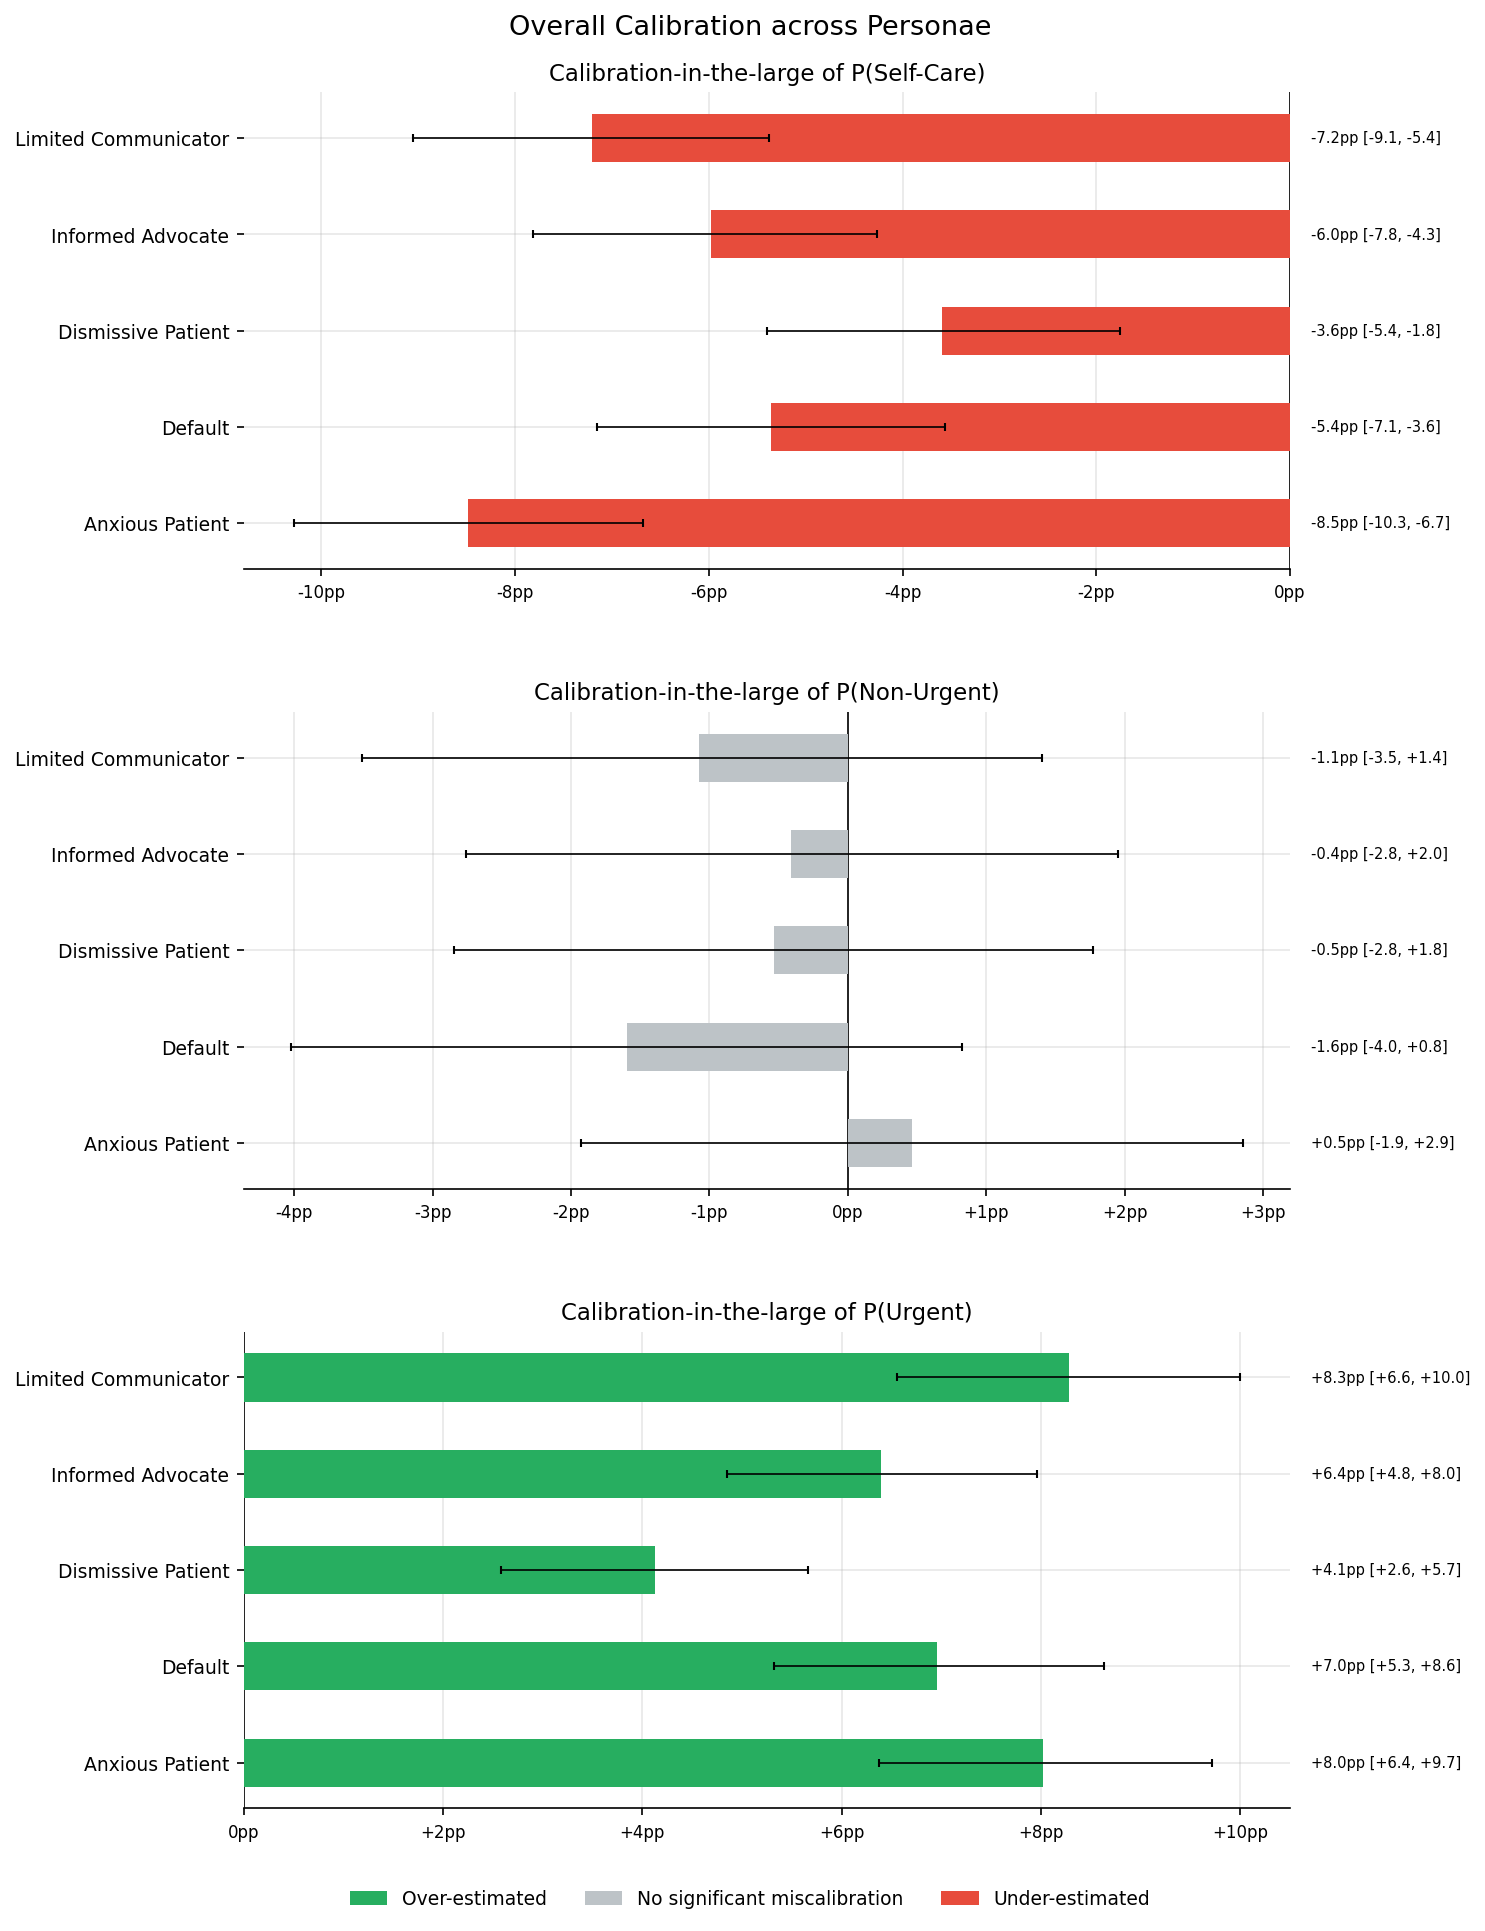 Overall Calibration across Personae
Calibration-in-the-large of P(Self-Care)
Limited Communicator
-7.2pp [-9.1, -5.4]
Informed Advocate
-6.0pp [-7.8, -4.3]
Dismissive Patient
-3.6pp [-5.4, -1.8]
Default
-5.4pp [-7.1, -3.6]
Anxious Patient
-8.5pp [-10.3, -6.7]
-10pp -8pp -6pp -4pp -2pp 0pp
Calibration-in-the-large of P(Non-Urgent)
Limited Communicator
-1.1pp [-3.5, +1.4]
Informed Advocate
-0.4pp [-2.8, +2.0]
Dismissive Patient
-0.5pp [-2.8, +1.8]
Default
-1.6pp [-4.0, +0.8]
Anxious Patient
+0.5pp [-1.9, +2.9]
-4pp -3pp -2pp -1pp 0pp +1pp +2pp +3pp
Calibration-in-the-large of P(Urgent)
Limited Communicator
+8.3pp [+6.6, +10.0]
Informed Advocate
+6.4pp [+4.8, +8.0]
Dismissive Patient
+4.1pp [+2.6, +5.7]
Default
+7.0pp [+5.3, +8.6]
Anxious Patient
+8.0pp [+6.4, +9.7]
0pp +2pp +4pp +6pp +8pp +10pp
Over-estimated No significant miscalibration Under-estimated